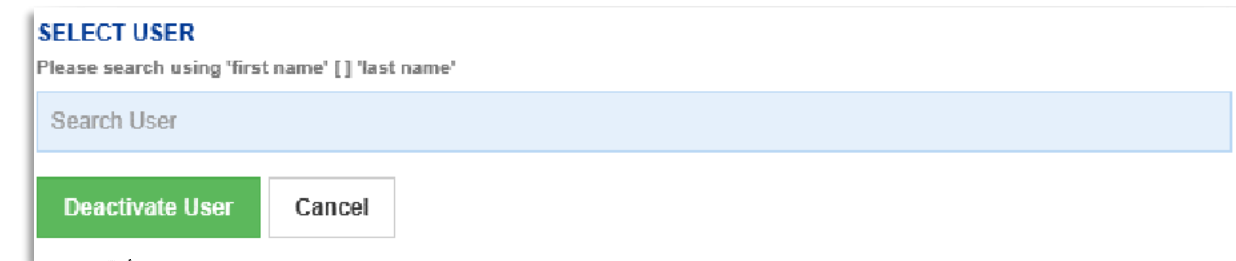 SELECT USER
Please search using 'first name' [ ] 'last name'
Search User
Deactivate User Cancel